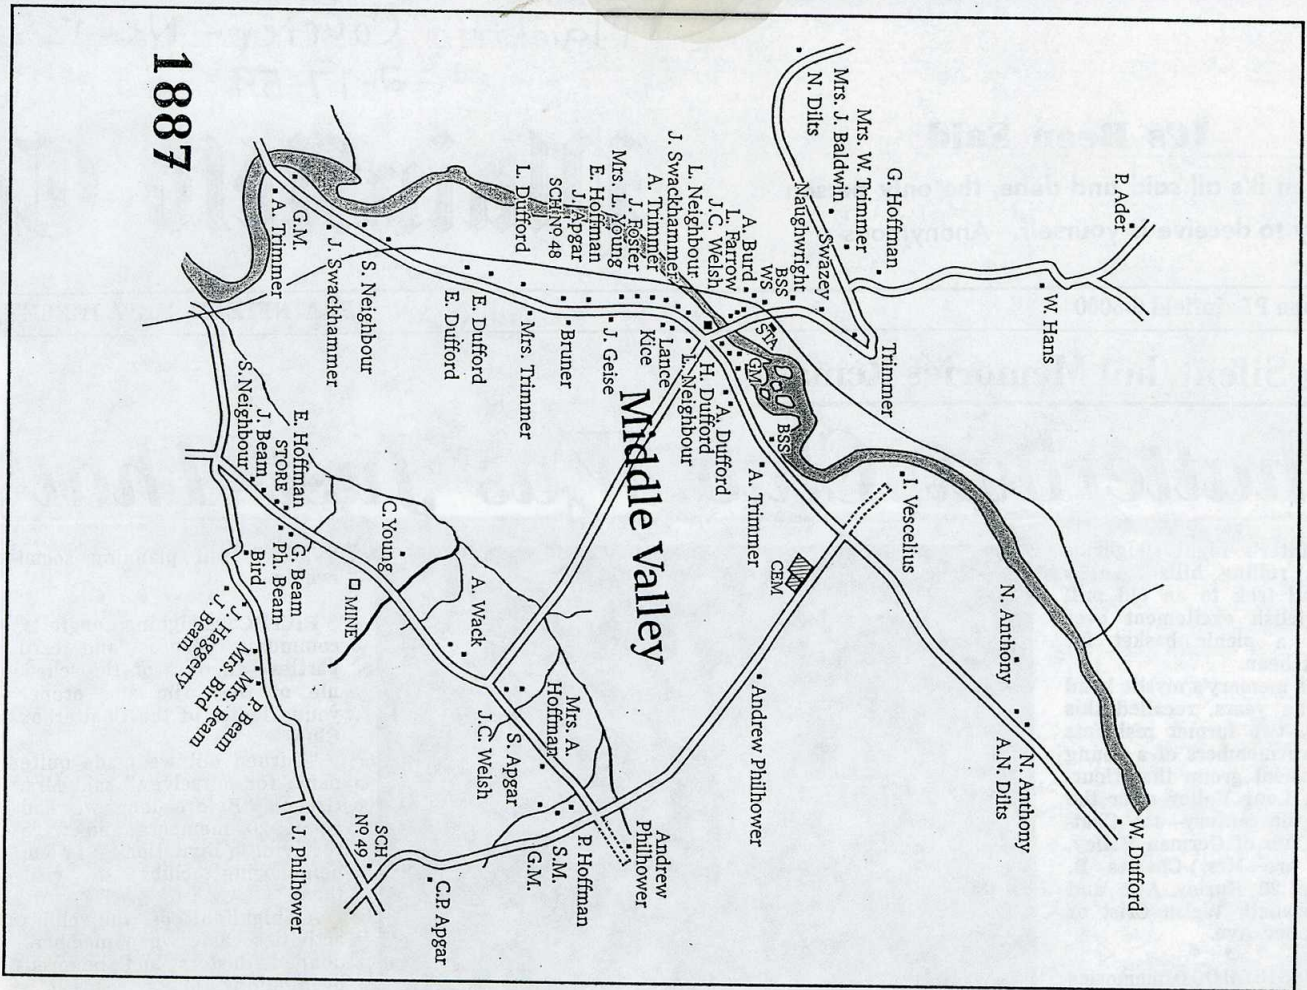 1887
Middle Valley
N. Dilts
Mrs. J. Baldwin
Mrs. W. Trimmer
G. Hoffman
P. Ader
W. Hans
Swazey
Naughwright
Trimmer
BSS
WS
A. Burd
L. Farrow
J.C. Welsh
L. Neighbour
J. Swackhammer
A. Trimmer
J. Foster
Mrs. L. Young
E. Hoffman
J. Apgar
SCH Nº 48
L. Dufford
STA
GM
BSS
H. Dufford
A. Dufford
L. Neighbour
Lance
Kice
J. Geise
Bruner
Mrs. Trimmer
E. Dufford
E. Dufford
S. Neighbour
J. Swackhammer
G.M.
A. Trimmer
A. Trimmer
I. Vescelius
CEM
N. Anthony
N. Anthony
A.N. Dilts
W. Dufford
Andrew Philhower
Andrew
Philhower
S. Neighbour
J. Beam
STORE
E. Hoffman
G. Beam
Ph. Beam
Bird
C. Young
MINE
A. Wack
J. Beam
J. Haggerty
Mrs. Bird
Mrs. Beam
P. Beam
J.C. Welsh
S. Apgar
Mrs. A.
Hoffman
P. Hoffman
S.M.
G.M.
C.P. Apgar
SCH
Nº 49
J. Philhower